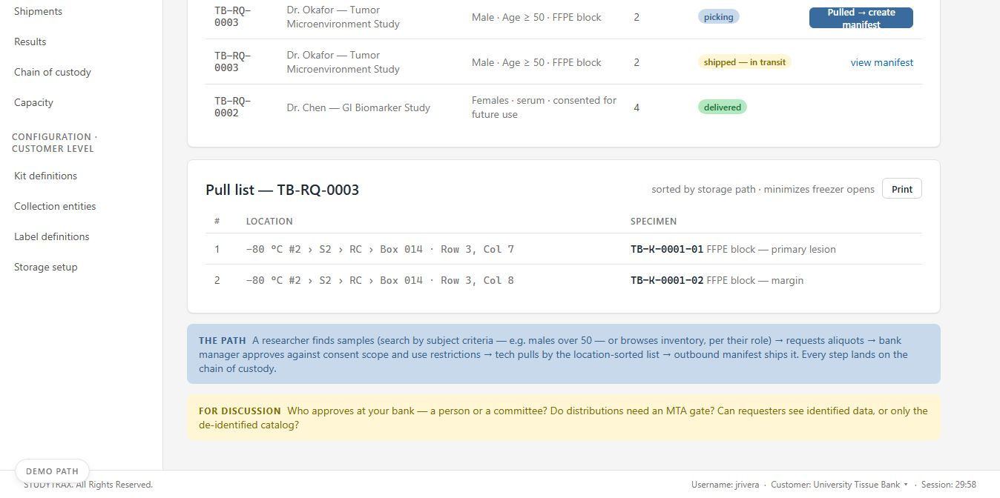 Shipments
Results
Chain of custody
Capacity
CONFIGURATION ·
CUSTOMER LEVEL
Kit definitions
Collection entities
Label definitions
Storage setup
TB-RQ-
0003
Dr. Okafor — Tumor
Microenvironment Study
Male · Age ≥ 50 · FFPE block
2
picking
Pulled → create
manifest
TB-RQ-
0003
Dr. Okafor — Tumor
Microenvironment Study
Male · Age ≥ 50 · FFPE block
2
shipped — in transit
view manifest
TB-RQ-
0002
Dr. Chen — GI Biomarker Study
Females · serum · consented for
future use
4
delivered
Pull list — TB-RQ-0003
sorted by storage path · minimizes freezer opens
Print
# LOCATION SPECIMEN
1 −80 °C #2 › S2 › RC › Box 014 · Row 3, Col 7 TB-K-0001-01 FFPE block — primary lesion
2 −80 °C #2 › S2 › RC › Box 014 · Row 3, Col 8 TB-K-0001-02 FFPE block — margin
THE PATH A researcher finds samples (search by subject criteria — e.g. males over 50 — or browses inventory, per their role) → requests aliquots → bank
manager approves against consent scope and use restrictions → tech pulls by the location-sorted list → outbound manifest ships it. Every step lands on the
chain of custody.
FOR DISCUSSION Who approves at your bank — a person or a committee? Do distributions need an MTA gate? Can requesters see identified data, or only the
de-identified catalog?
DEMO PATH
STUDYTRAX. All Rights Reserved.
Username: jrivera · Customer: University Tissue Bank ▾ · Session: 29:58